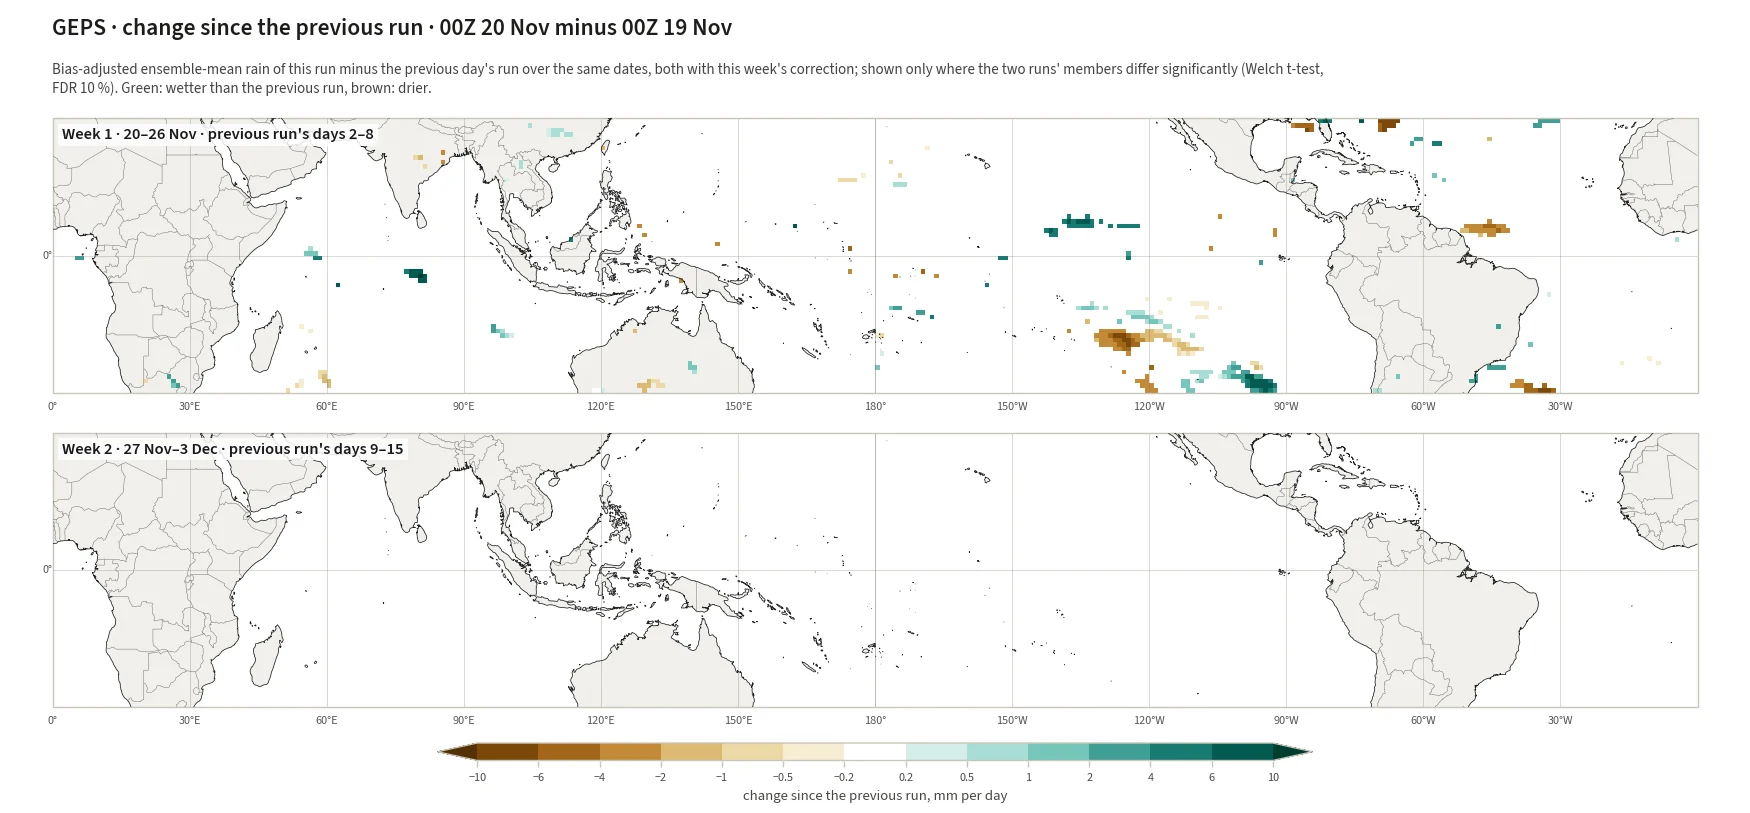 GEPS · change since the previous run · 00Z 20 Nov minus 00Z 19 Nov
Bias-adjusted ensemble-mean rain of this run minus the previous day's run over the same dates, both with this week's correction; shown only where the two runs' members differ significantly (Welch t-test,
FDR 10 %). Green: wetter than the previous run, brown: drier.
Week 1 · 20–26 Nov · previous run's days 2–8
0°
0° 30°E 60°E 90°E 120°E 150°E 180° 150°W 120°W 90°W 60°W 30°W
Week 2 · 27 Nov–3 Dec · previous run's days 9–15
0°
0° 30°E 60°E 90°E 120°E 150°E 180° 150°W 120°W 90°W 60°W 30°W
−10 −6 −4 −2 −1 −0.5 −0.2 0.2 0.5 1 2 4 6 10
change since the previous run, mm per day